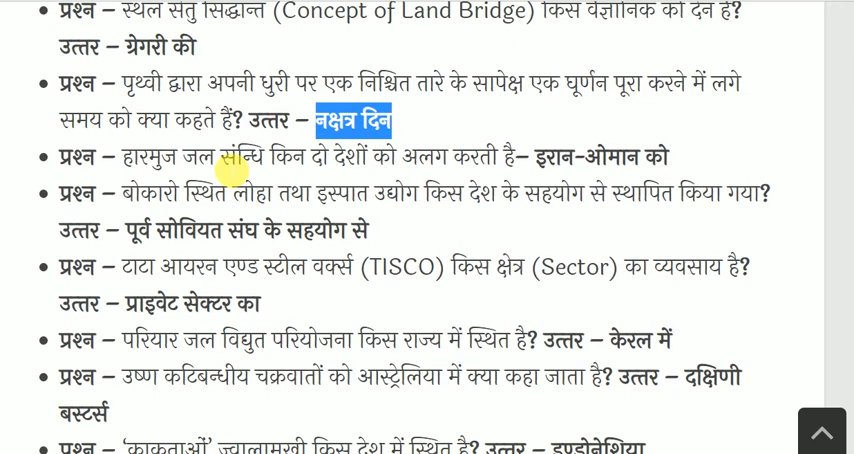 प्रश्न – स्थल सेतु सिद्धान्त (Concept of Land Bridge) किस वैज्ञानिक की देन है?
उत्तर – ग्रेगरी की
प्रश्न – पृथ्वी द्वारा अपनी धुरी पर एक निश्चित तारे के सापेक्ष एक घूर्णन पूरा करने में लगे
समय को क्या कहते हैं? उत्तर – नक्षत्र दिन
प्रश्न – हारमुज जल संन्धि किन दो देशों को अलग करती है– इरान-ओमान को
प्रश्न – बोकारो स्थित लोहा तथा इस्पात उद्योग किस देश के सहयोग से स्थापित किया गया?
उत्तर – पूर्व सोवियत संघ के सहयोग से
प्रश्न – टाटा आयरन एण्ड स्टील वर्क्स (TISCO) किस क्षेत्र (Sector) का व्यवसाय है?
उत्तर – प्राइवेट सेक्टर का
प्रश्न – परियार जल विद्युत परियोजना किस राज्य में स्थित है? उत्तर – केरल में
प्रश्न – उष्ण कटिबन्धीय चक्रवातों को आस्ट्रेलिया में क्या कहा जाता है? उत्तर – दक्षिणी
बस्टर्स
प्रश्न – ‘काकताओं’ ज्वालामुखी किस देश में स्थित है? उत्तर – इण्डोनेशिया